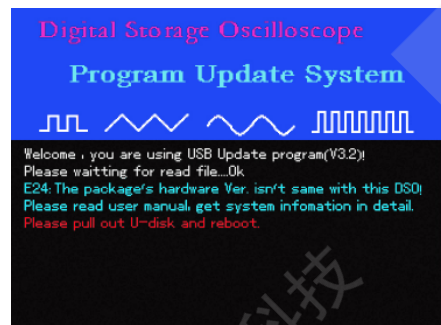 Digital Storage Oscilloscope
Program Update System
Welcome , you are using USB Update program(V3.2)!
Please waitting for read file....Ok
E24: The package's hardware Ver. isn't same with this DSO!
Please read user manual, get system infomation in detail.
Please pull out U-disk and reboot.
科技